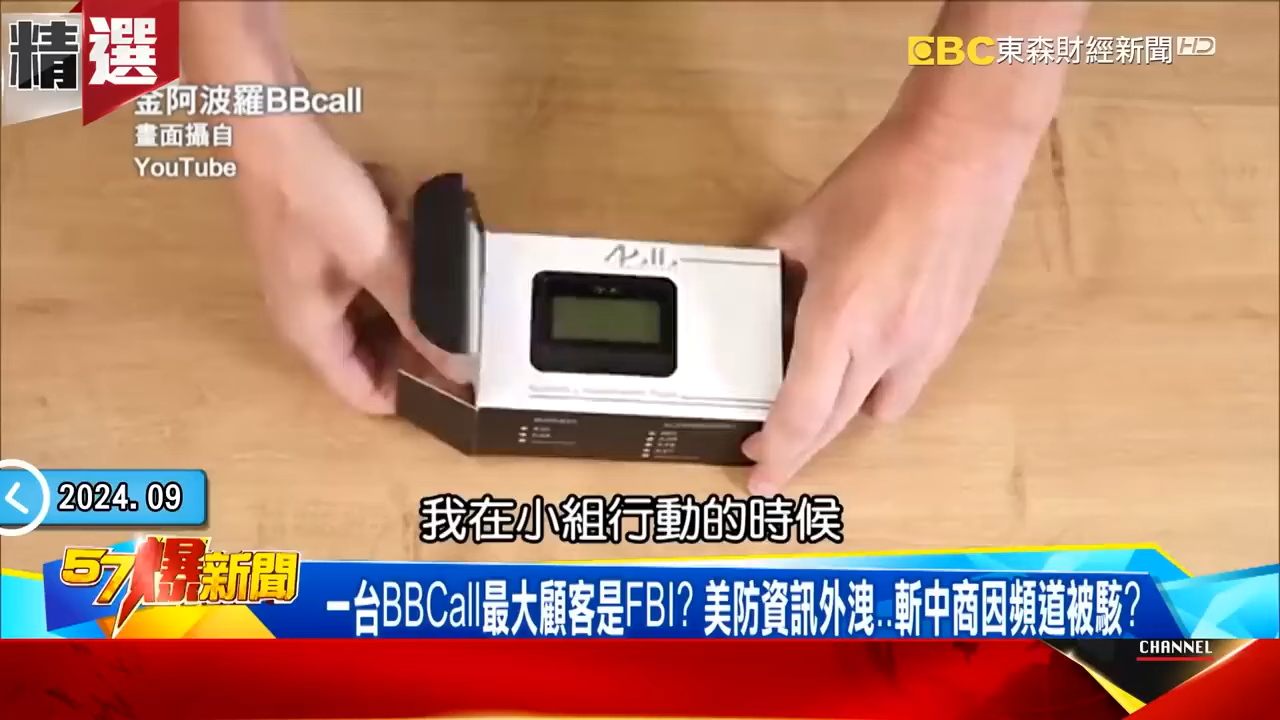 精選
EBC東森財經新聞HD
金阿波羅BBcall
畫面攝自
YouTube
2024.09
我在小組行動的時候
57爆新聞
一台BBCall最大顧客是FBI? 美防資訊外洩..斬中商因頻道被駭?
CHANNEL